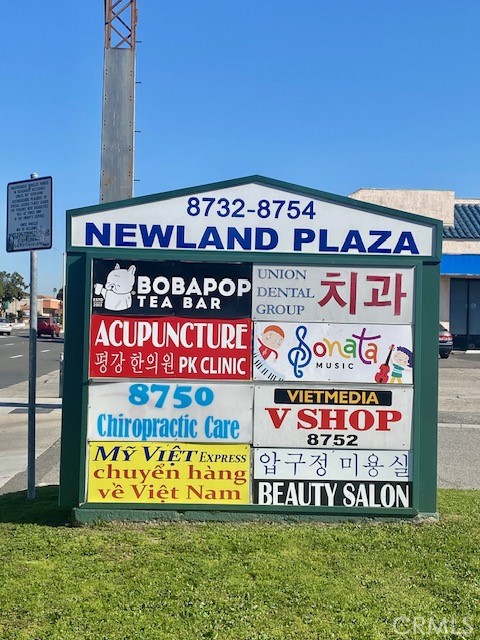 8732-8754
NEWLAND PLAZA
BOBAPOP
TEA BAR
UNION
DENTAL
GROUP
치과
ACUPUNCTURE
평강 한의원 PK CLINIC
Sonata
MUSIC
8750
Chiropractic Care
VIETMEDIA
V SHOP
8752
MỸ VIỆT EXPRESS
chuyển hàng
về Việt Nam
압구정 미용실
BEAUTY SALON
CRMLS